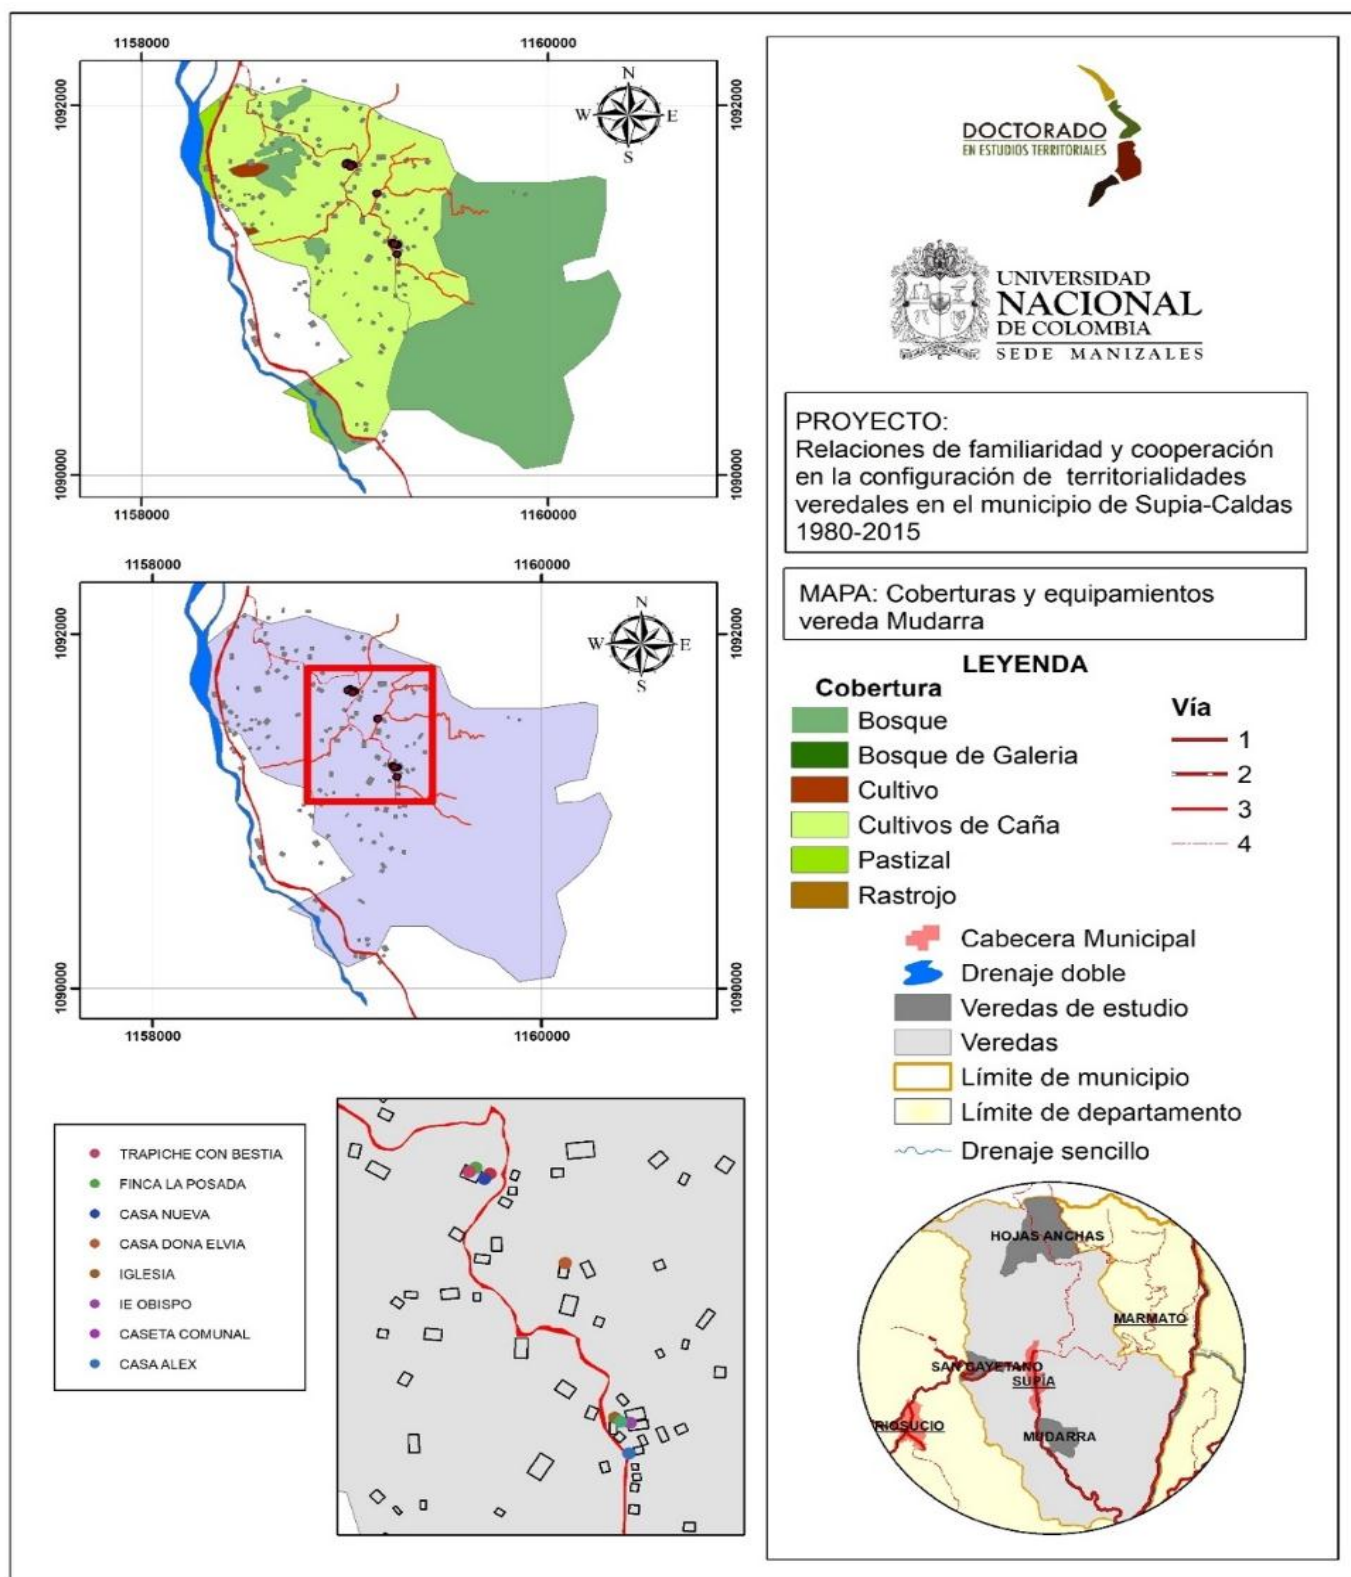 1158000
1160000
1092000
1092000
N
W
E
S
1090000
1090000
1158000
1160000
1158000
1160000
1092000
1092000
N
W
E
S
1090000
1090000
1158000
1160000
TRAPICHE CON BESTIA
FINCA LA POSADA
CASA NUEVA
CASA DONA ELVIA
IGLESIA
IE OBISPO
CASETA COMUNAL
CASA ALEX
DOCTORADO
EN ESTUDIOS TERRITORIALES
UNIVERSIDAD
NACIONAL
DE COLOMBIA
SEDE MANIZALES
PROYECTO:
Relaciones de familiaridad y cooperación
en la configuración de territorialidades
veredales en el municipio de Supia-Caldas
1980-2015
MAPA: Coberturas y equipamientos
vereda Mudarra
LEYENDA
Cobertura
Bosque
Bosque de Galeria
Cultivo
Cultivos de Caña
Pastizal
Rastrojo
Vía
1
2
3
4
Cabecera Municipal
Drenaje doble
Veredas de estudio
Veredas
Límite de municipio
Límite de departamento
Drenaje sencillo
HOJAS ANCHAS
MARMATO
SAN CAYETANO
SUPÍA
RIOSUCIO
MUDARRA